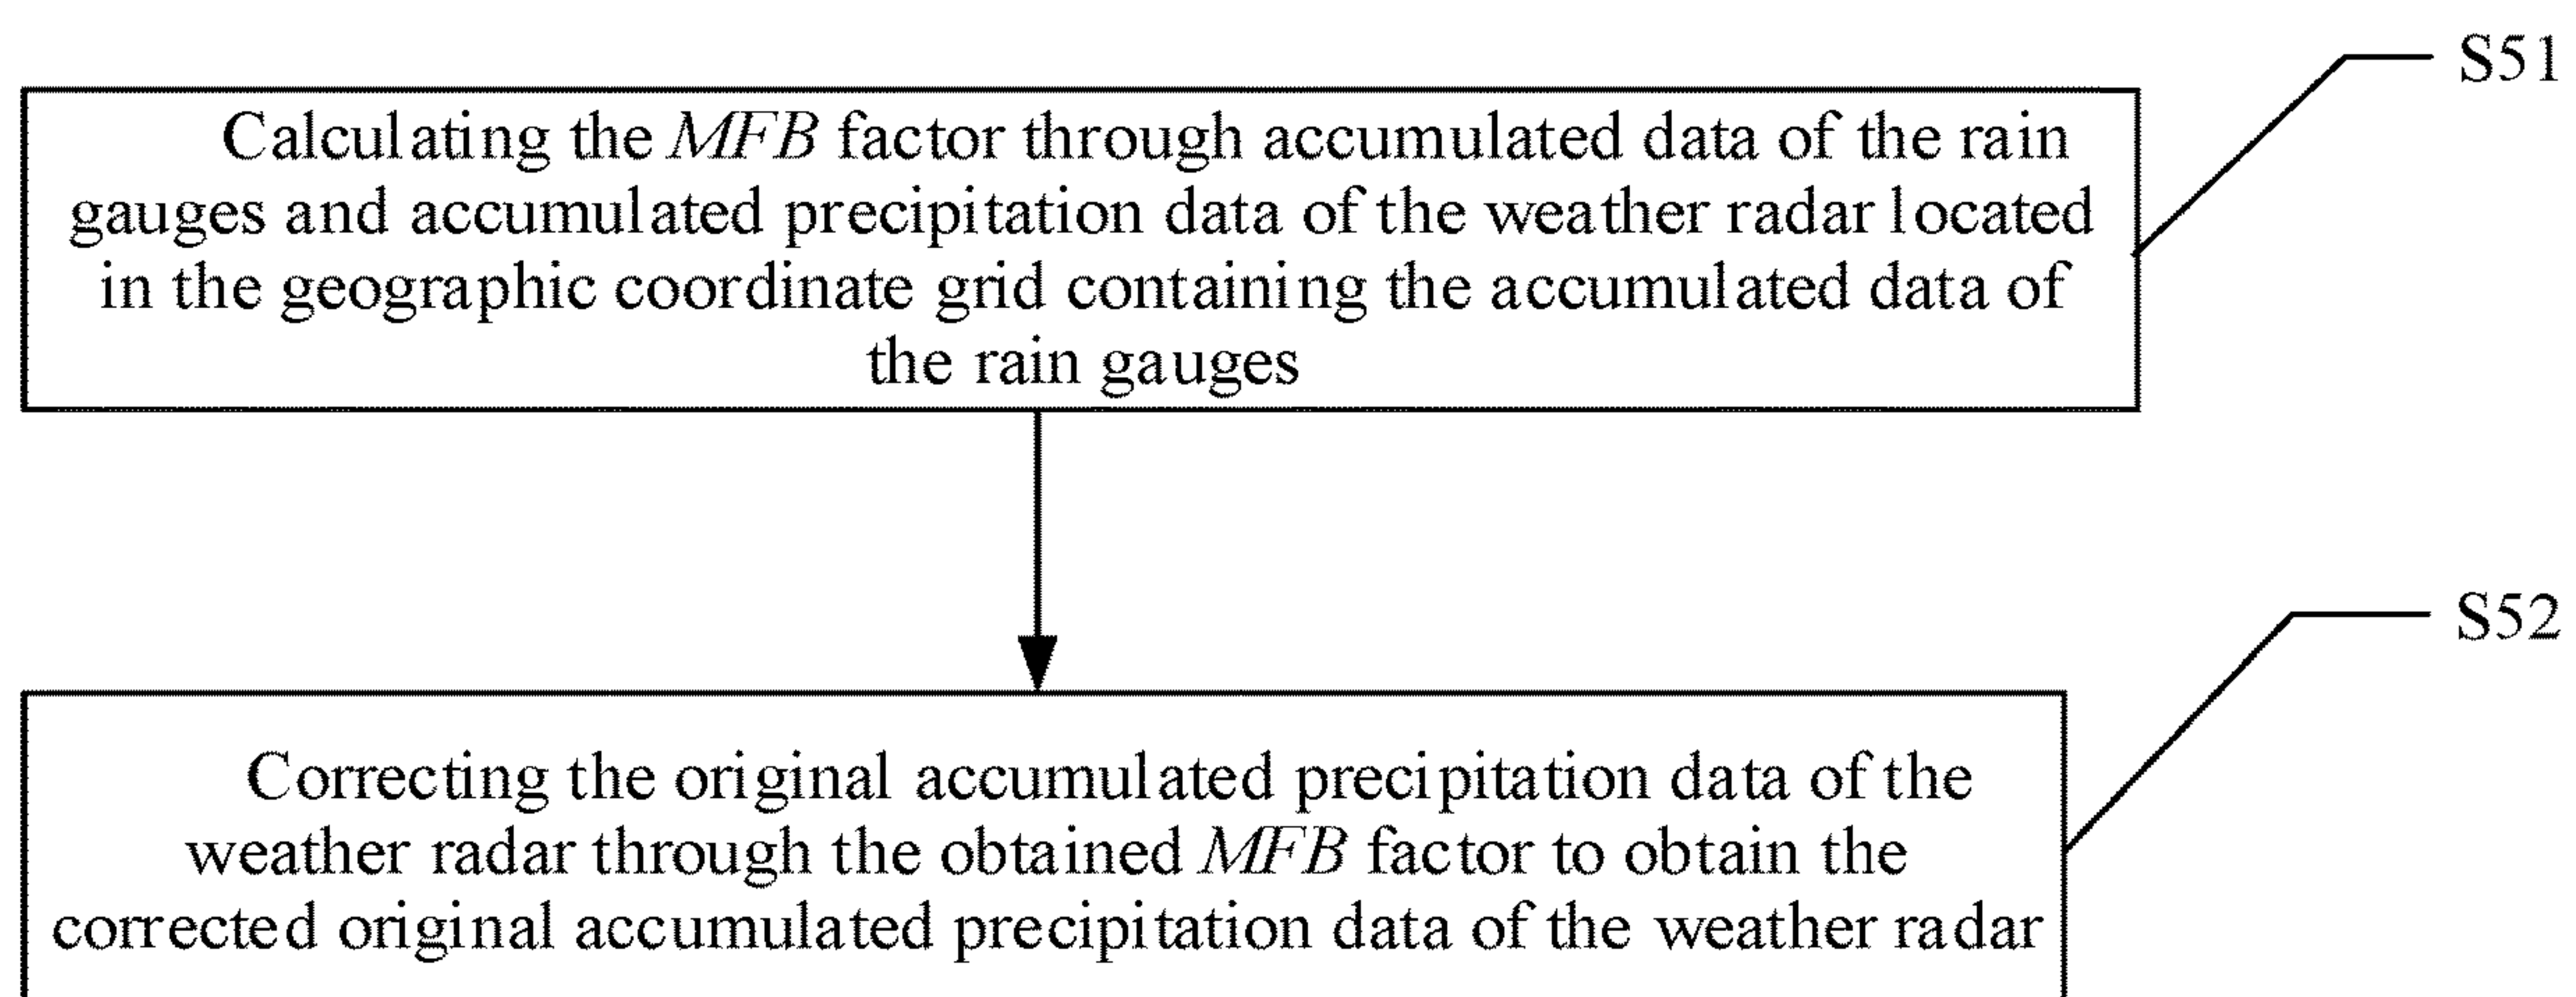 S51
Calculating the MFB factor through accumulated data of the rain
gauges and accumulated precipitation data of the weather radar located
in the geographic coordinate grid containing the accumulated data of
the rain gauges
S52
Correcting the original accumulated precipitation data of the
weather radar through the obtained MFB factor to obtain the
corrected original accumulated precipitation data of the weather radar